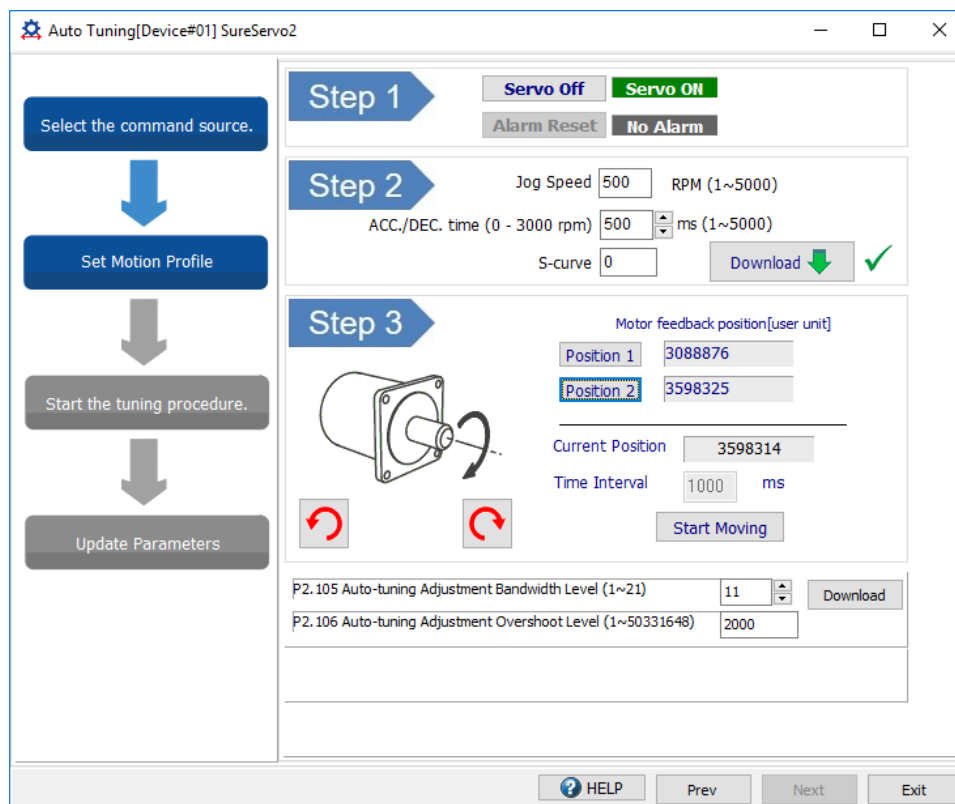 Auto Tuning[Device#01] SureServo2
Select the command source.
Set Motion Profile
Start the tuning procedure.
Update Parameters
Step 1
Servo Off Servo ON
Alarm Reset No Alarm
Step 2
Jog Speed 500 RPM (1~5000)
ACC./DEC. time (0 - 3000 rpm) 500 ms (1~5000)
S-curve 0 Download
Step 3
Motor feedback position[user unit]
Position 1 3088876
Position 2 3598325
Current Position 3598314
Time Interval 1000 ms
Start Moving
P2.105 Auto-tuning Adjustment Bandwidth Level (1~21) 11 Download
P2.106 Auto-tuning Adjustment Overshoot Level (1~50331648) 2000
? HELP Prev Next Exit